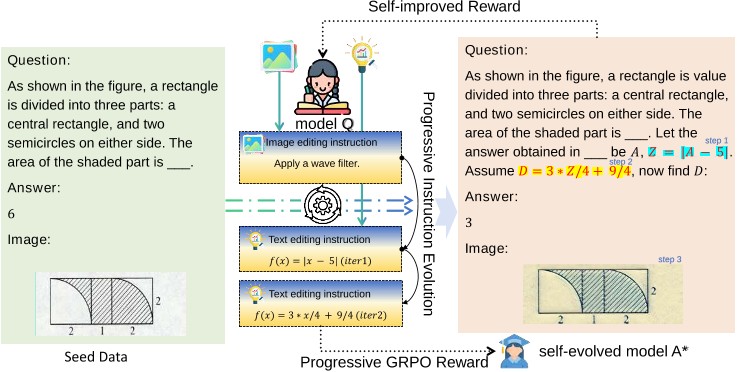 Self-improved Reward
Question:
As shown in the figure, a rectangle
is divided into three parts: a
central rectangle, and two
semicircles on either side. The
area of the shaded part is ___.
Answer:
6
Image:
2
2 1 2
Seed Data
model Q
Image editing instruction
Apply a wave filter.
Text editing instruction
f(x) = |x − 5| (iter1)
Text editing instruction
f(x) = 3 * x/4 + 9/4 (iter2)
Progressive Instruction Evolution
Progressive GRPO Reward
Question:
As shown in the figure, a rectangle is value
divided into three parts: a central rectangle,
and two semicircles on either side. The
area of the shaded part is ___. Let the
step 1
answer obtained in ___ be A, Z = |A − 5|.
step 2
Assume D = 3 * Z/4 + 9/4, now find D:
Answer:
3
Image:
step 3
2
2 1 2
self-evolved model A*